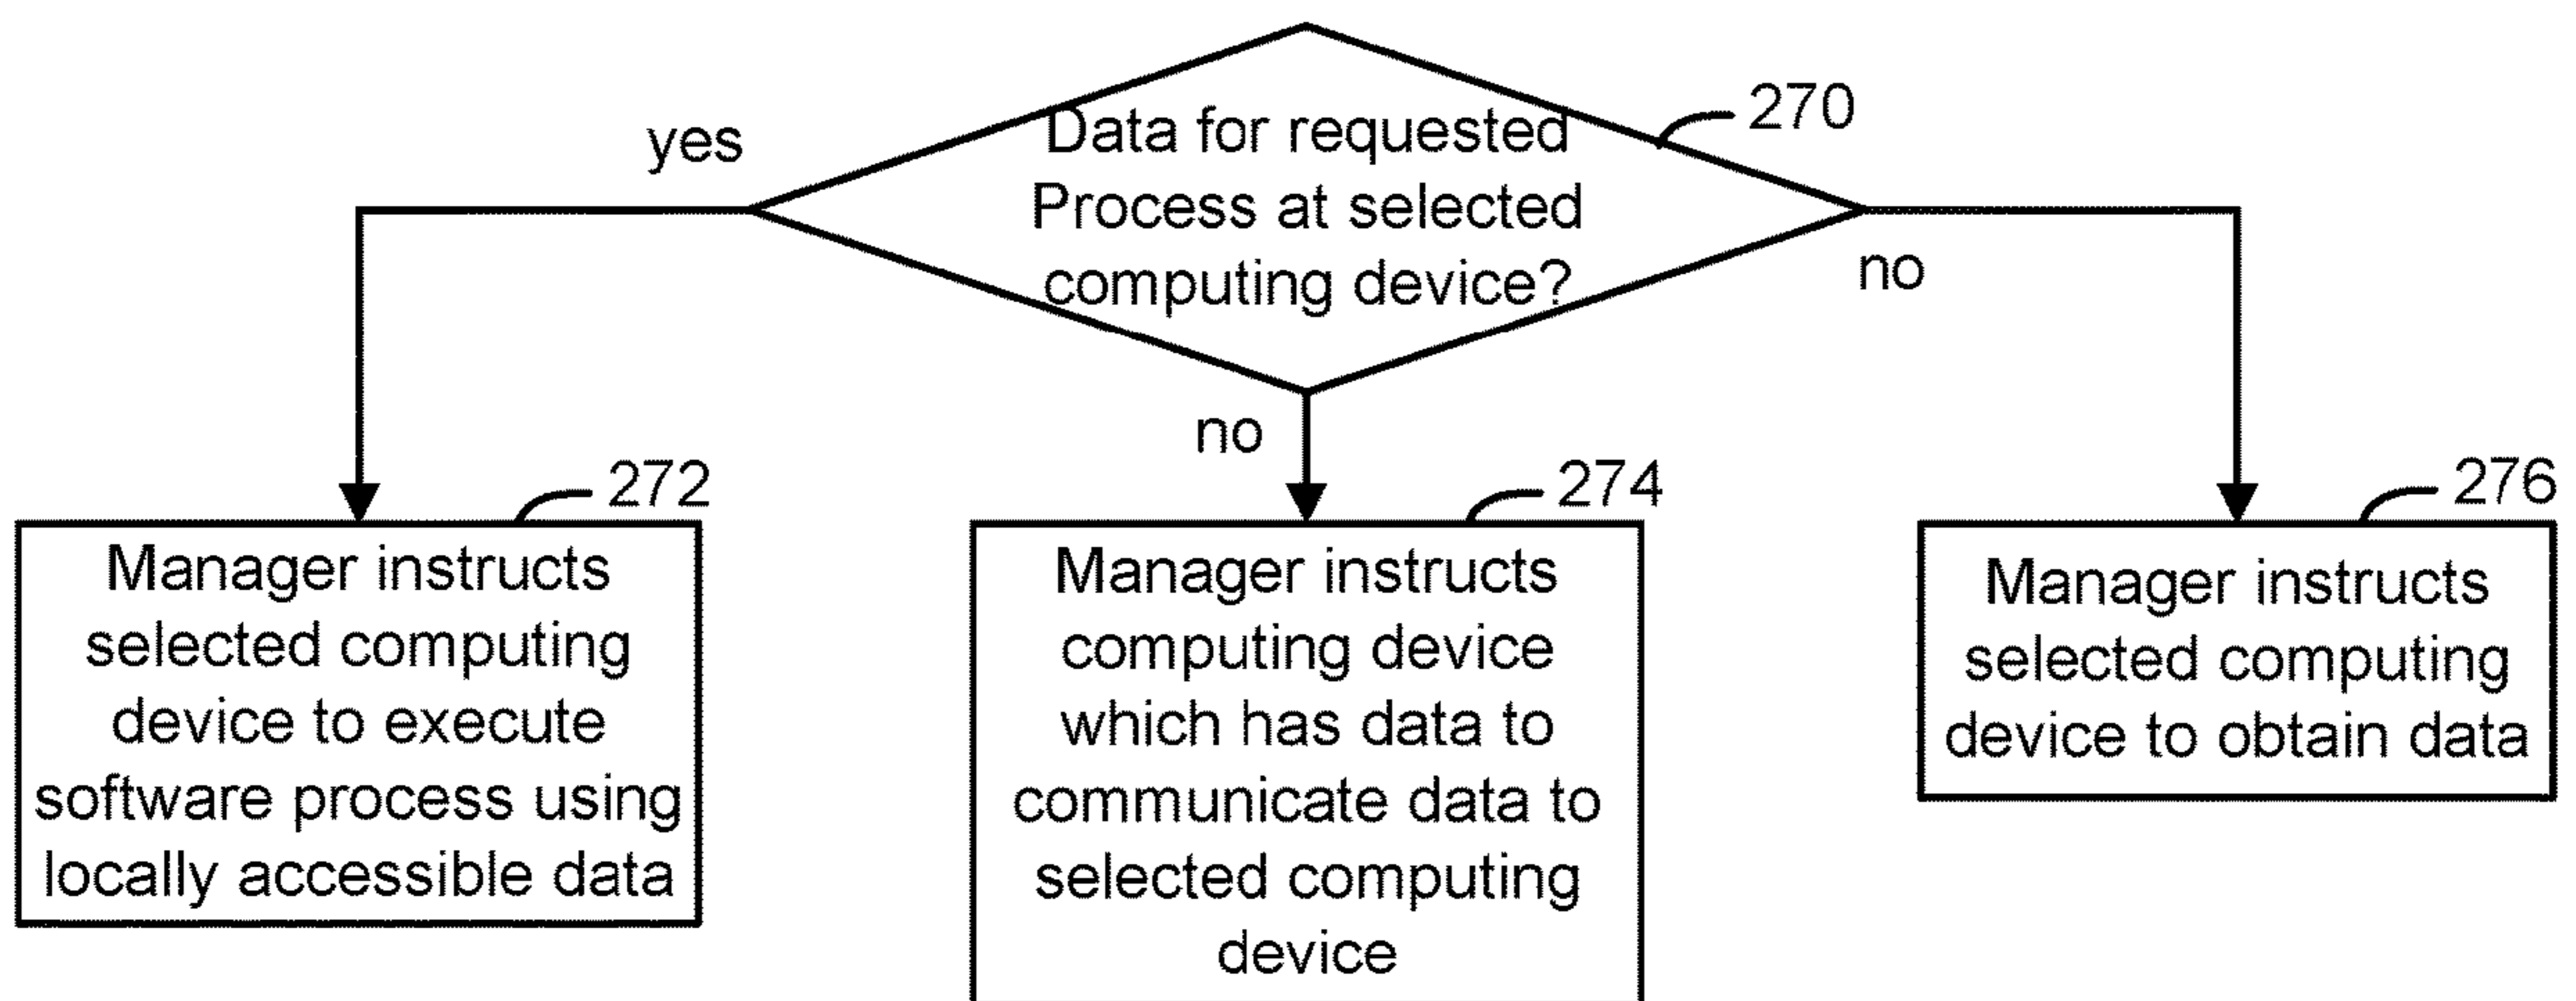 Data for requested
Process at selected
computing device?
270
yes
no
no
272
Manager instructs
selected computing
device to execute
software process using
locally accessible data
274
Manager instructs
computing device
which has data to
communicate data to
selected computing
device
276
Manager instructs
selected computing
device to obtain data